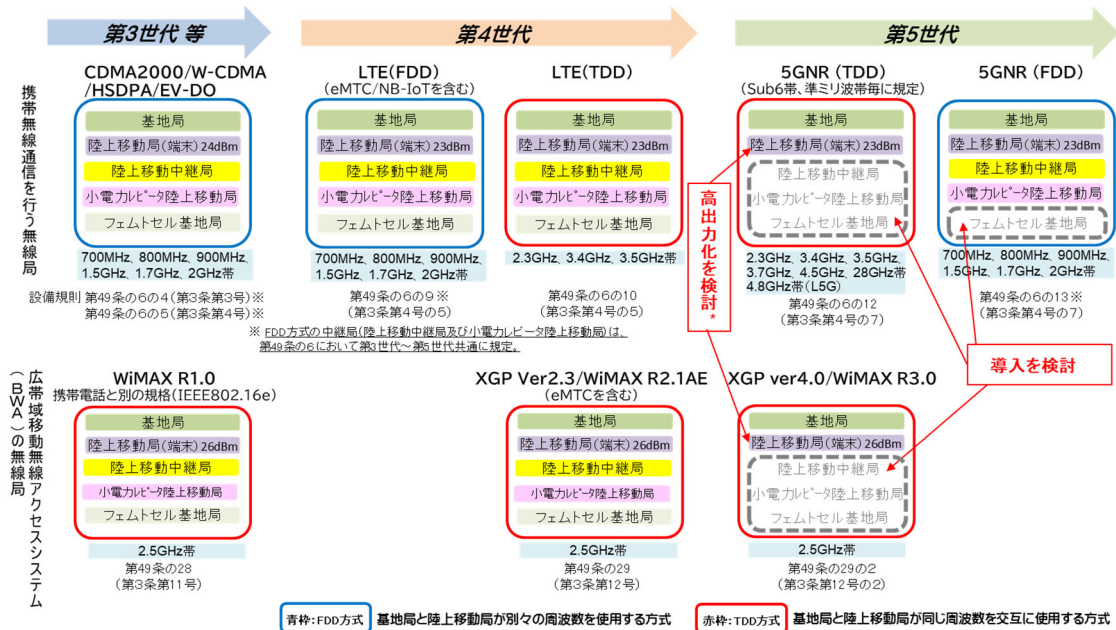 第3世代 等
第4世代
第5世代
携帯無線通信を行う無線局
CDMA2000/W-CDMA
/HSDPA/EV-DO
基地局
陸上移動局(端末) 24dBm
陸上移動中継局
小電力レピータ陸上移動局
フェムトセル基地局
700MHz、800MHz、900MHz、
1.5GHz、1.7GHz、2GHz帯
設備規則 第49条の6の4(第3条第3号)※
第49条の6の5(第3条第4号)※
LTE(FDD)
(eMTC/NB-IoTを含む)
基地局
陸上移動局(端末) 23dBm
陸上移動中継局
小電力レピータ陸上移動局
フェムトセル基地局
700MHz、800MHz、900MHz、
1.5GHz、1.7GHz、2GHz帯
第49条の6の9※
(第3条第4号の5)
LTE(TDD)
基地局
陸上移動局(端末) 23dBm
陸上移動中継局
小電力レピータ陸上移動局
フェムトセル基地局
2.3GHz、3.4GHz、3.5GHz帯
第49条の6の10
(第3条第4号の5)
※ FDD方式の中継局(陸上移動中継局及び小電力レピータ陸上移動局)は、
第49条の6において第3世代～第5世代共通に規定。
高出力化を検討*
5GNR (TDD)
(Sub6帯、準ミリ波帯毎に規定)
基地局
陸上移動局(端末) 23dBm
陸上移動中継局
小電力レピータ陸上移動局
フェムトセル基地局
2.3GHz、3.4GHz、3.5GHz、
3.7GHz、4.5GHz、28GHz帯
4.8GHz帯(L5G)
第49条の6の12
(第3条第4号の7)
5GNR (FDD)
基地局
陸上移動局(端末) 23dBm
陸上移動中継局
小電力レピータ陸上移動局
フェムトセル基地局
700MHz、800MHz、900MHz、
1.5GHz、1.7GHz、2GHz帯
第49条の6の13※
(第3条第4号の7)
導入を検討
広帯域移動無線アクセスシステム
(BWA)の無線局
WiMAX R1.0
携帯電話と別の規格(IEEE802.16e)
基地局
陸上移動局(端末) 26dBm
陸上移動中継局
小電力レピータ陸上移動局
フェムトセル基地局
2.5GHz帯
第49条の28
(第3条第11号)
XGP Ver2.3/WiMAX R2.1AE
(eMTCを含む)
基地局
陸上移動局(端末) 26dBm
陸上移動中継局
小電力レピータ陸上移動局
フェムトセル基地局
2.5GHz帯
第49条の29
(第3条第12号)
XGP ver4.0/WiMAX R3.0
基地局
陸上移動局(端末) 26dBm
陸上移動中継局
小電力レピータ陸上移動局
フェムトセル基地局
2.5GHz帯
第49条の29の2
(第3条第12号の2)
青枠:FDD方式 基地局と陸上移動局が別々の周波数を使用する方式
赤枠:TDD方式 基地局と陸上移動局が同じ周波数を交互に使用する方式